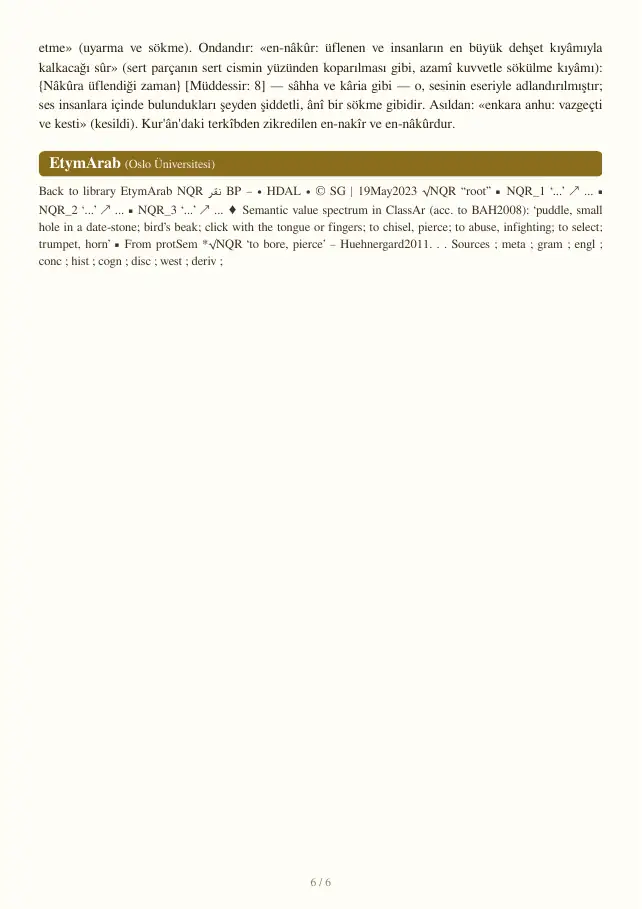 etme» (uyarma ve sökme). Ondandır: «en-nâkûr: üflenen ve insanların en büyük dehşet kıyâmıyla
kalkacağı sûr» (sert parçanın sert cismin yüzünden koparılması gibi, azamî kuvvetle sökülme kıyâmı):
{Nâkûra üflendiği zaman} [Müddessir: 8] — sâhha ve kâria gibi — o, sesinin eseriyle adlandırılmıştır;
ses insanlara içinde bulundukları şeyden şiddetli, ânî bir sökme gibidir. Asıldan: «enkara anhu: vazgeçti
ve kesti» (kesildi). Kur'ân'daki terkîbden zikredilen en-nakîr ve en-nâkûrdur.
EtymArab (Oslo Üniversitesi)
Back to library EtymArab NQR نقر BP – • HDAL • © SG | 19May2023 √NQR “root” ▪ NQR_1 ‘...’ ↗ ... ▪
NQR_2 ‘...’ ↗ ... ▪ NQR_3 ‘...’ ↗ ... ♦ Semantic value spectrum in ClassAr (acc. to BAH2008): ‘puddle, small
hole in a date-stone; bird’s beak; click with the tongue or fingers; to chisel, pierce; to abuse, infighting; to select;
trumpet, horn’ ▪ From protSem *√NQR ‘to bore, pierce’ – Huehnergard2011. . . Sources ; meta ; gram ; engl ;
conc ; hist ; cogn ; disc ; west ; deriv ;
6 / 6